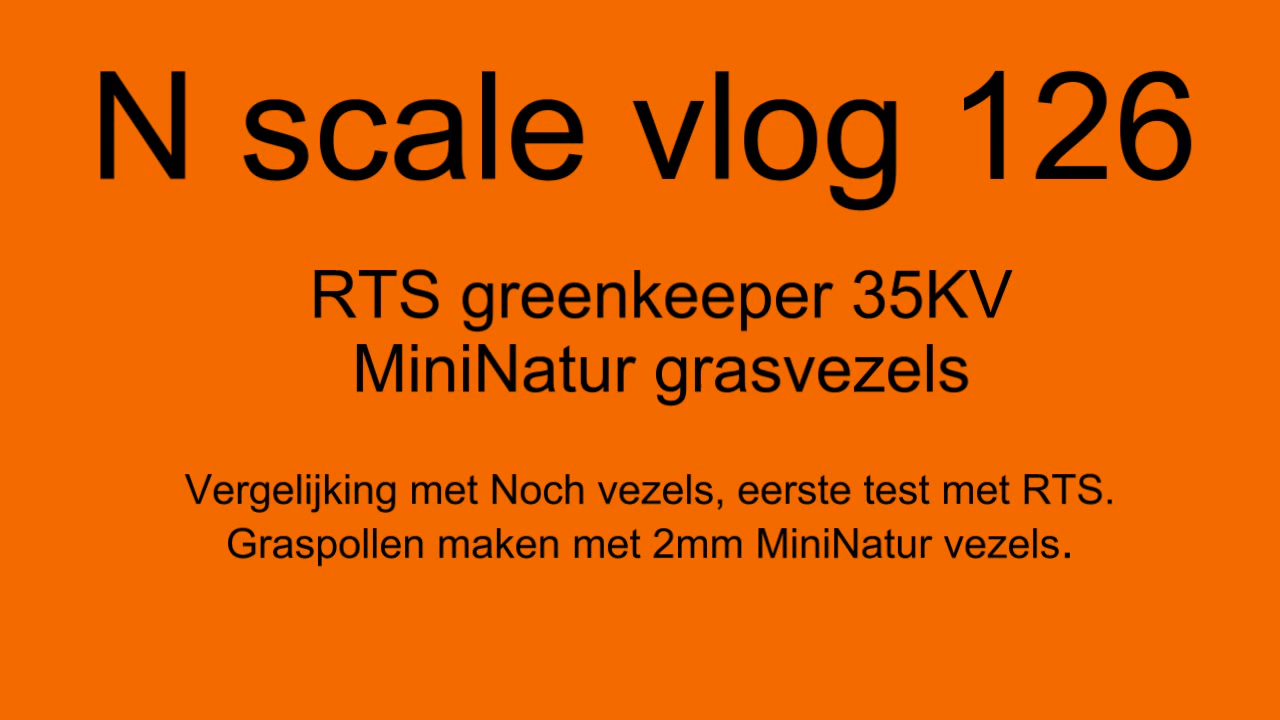 N scale vlog 126
RTS greenkeeper 35KV
MiniNatur grasvezels
Vergelijking met Noch vezels, eerste test met RTS.
Graspollen maken met 2mm MiniNatur vezels.